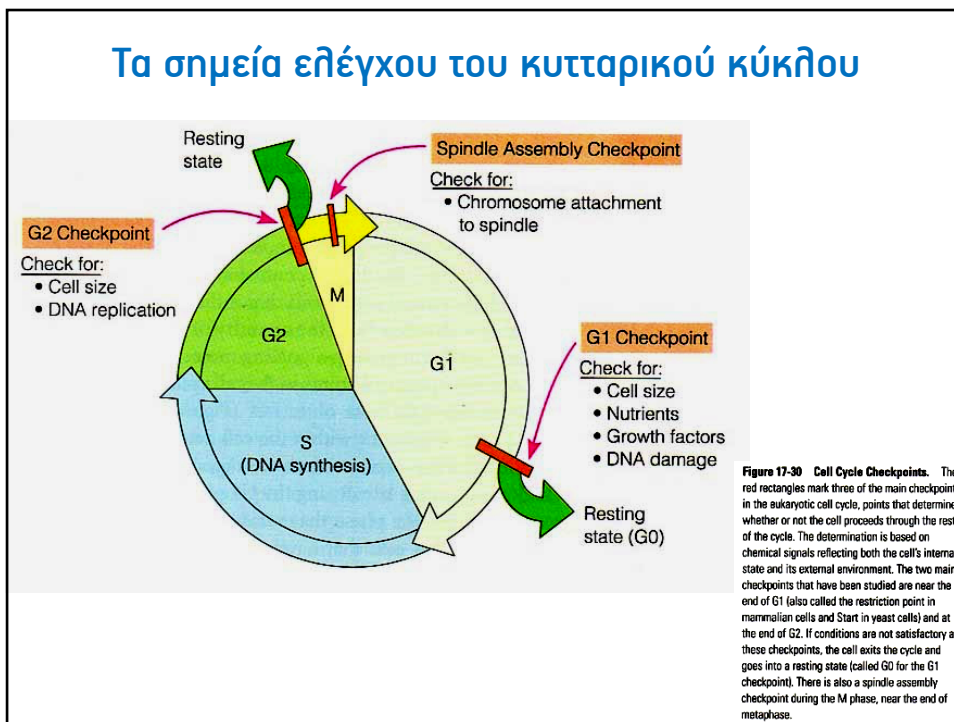 Τα σημεία ελέγχου του κυτταρικού κύκλου
Resting
state
Spindle Assembly Checkpoint
Check for:
• Chromosome attachment
to spindle
G2 Checkpoint
Check for:
• Cell size
• DNA replication
M
G2
G1
S
(DNA synthesis)
G1 Checkpoint
Check for:
• Cell size
• Nutrients
• Growth factors
• DNA damage
Resting
state (G0)
Figure 17-30 Cell Cycle Checkpoints. The
red rectangles mark three of the main checkpoint
in the eukaryotic cell cycle, points that determine
whether or not the cell proceeds through the rest
of the cycle. The determination is based on
chemical signals reflecting both the cell's interna
state and its external environment. The two main
checkpoints that have been studied are near the
end of G1 (also called the restriction point in
mammalian cells and Start in yeast cells) and at
the end of G2. If conditions are not satisfactory a
these checkpoints, the cell exits the cycle and
goes into a resting state (called G0 for the G1
checkpoint). There is also a spindle assembly
checkpoint during the M phase, near the end of
metaphase.